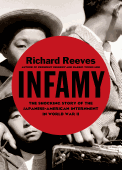 Richard Reeves
INFAMY
THE SHOCKING STORY OF THE
JAPANESE-AMERICAN INTERNMENT
IN WORLD WAR II